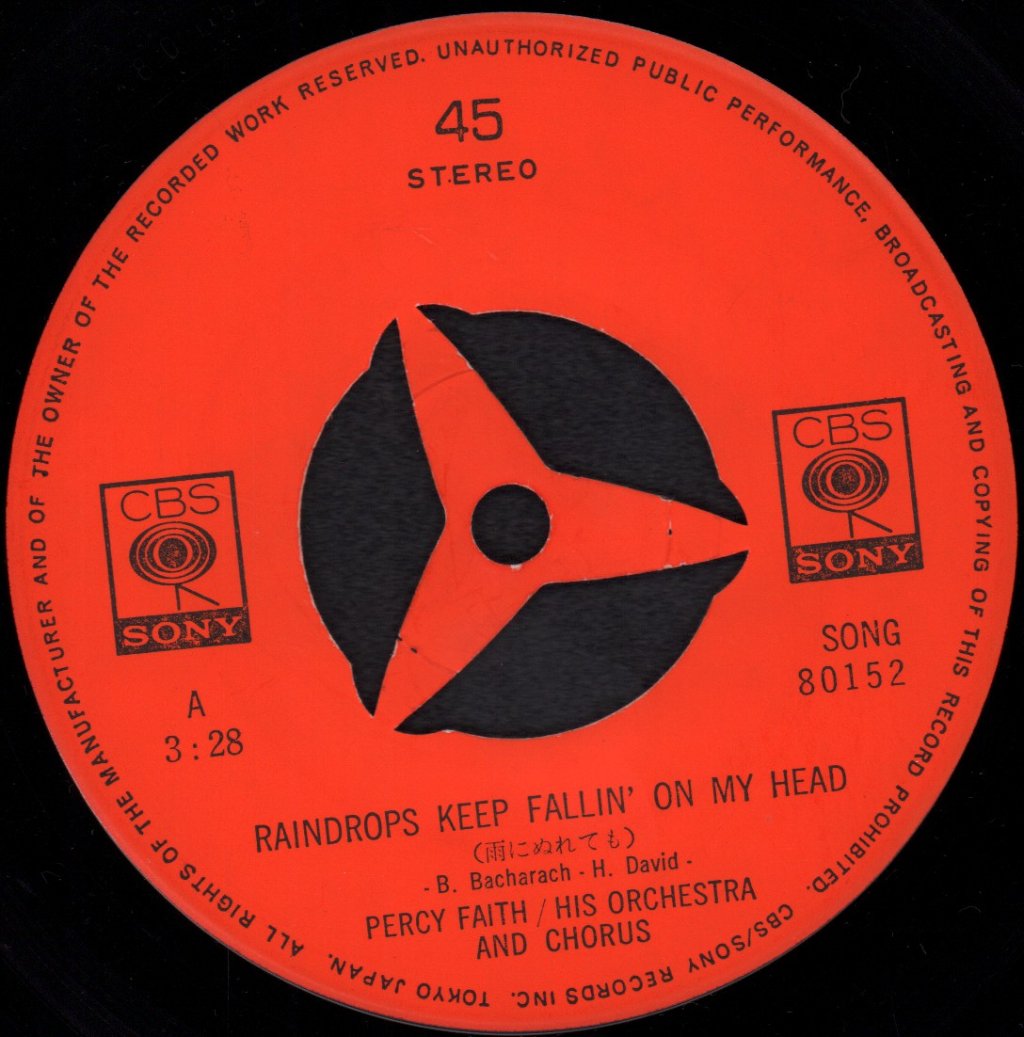 45
STEREO
CBS
SONY
CBS
SONY
SONG
80152
A
3:28
RAINDROPS KEEP FALLIN' ON MY HEAD
(雨にぬれても)
- B. Bacharach - H. David -
PERCY FAITH / HIS ORCHESTRA
AND CHORUS
ALL RIGHTS OF THE MANUFACTURER AND OF THE OWNER OF THE RECORDED WORK RESERVED. UNAUTHORIZED PUBLIC PERFORMANCE, BROADCASTING AND COPYING OF THIS RECORD PROHIBITED.
CBS/SONY RECORDS INC. TOKYO JAPAN.